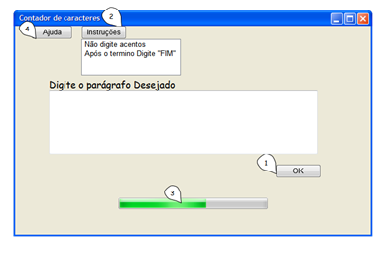 Contador de caracteres
2
4
Ajuda
Instruções
Não digite acentos
Após o termino Digite "FIM"
Digite o parágrafo Desejado
1
OK
3